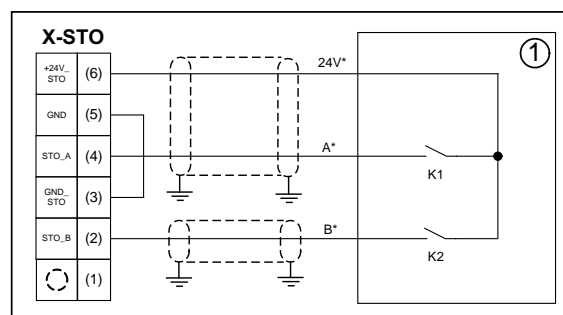 X-STO
1
+24V_
STO
(6)
24V*
GND
(5)
STO_A
(4)
A*
K1
GND_
STO
(3)
STO_B
(2)
B*
K2
(1)